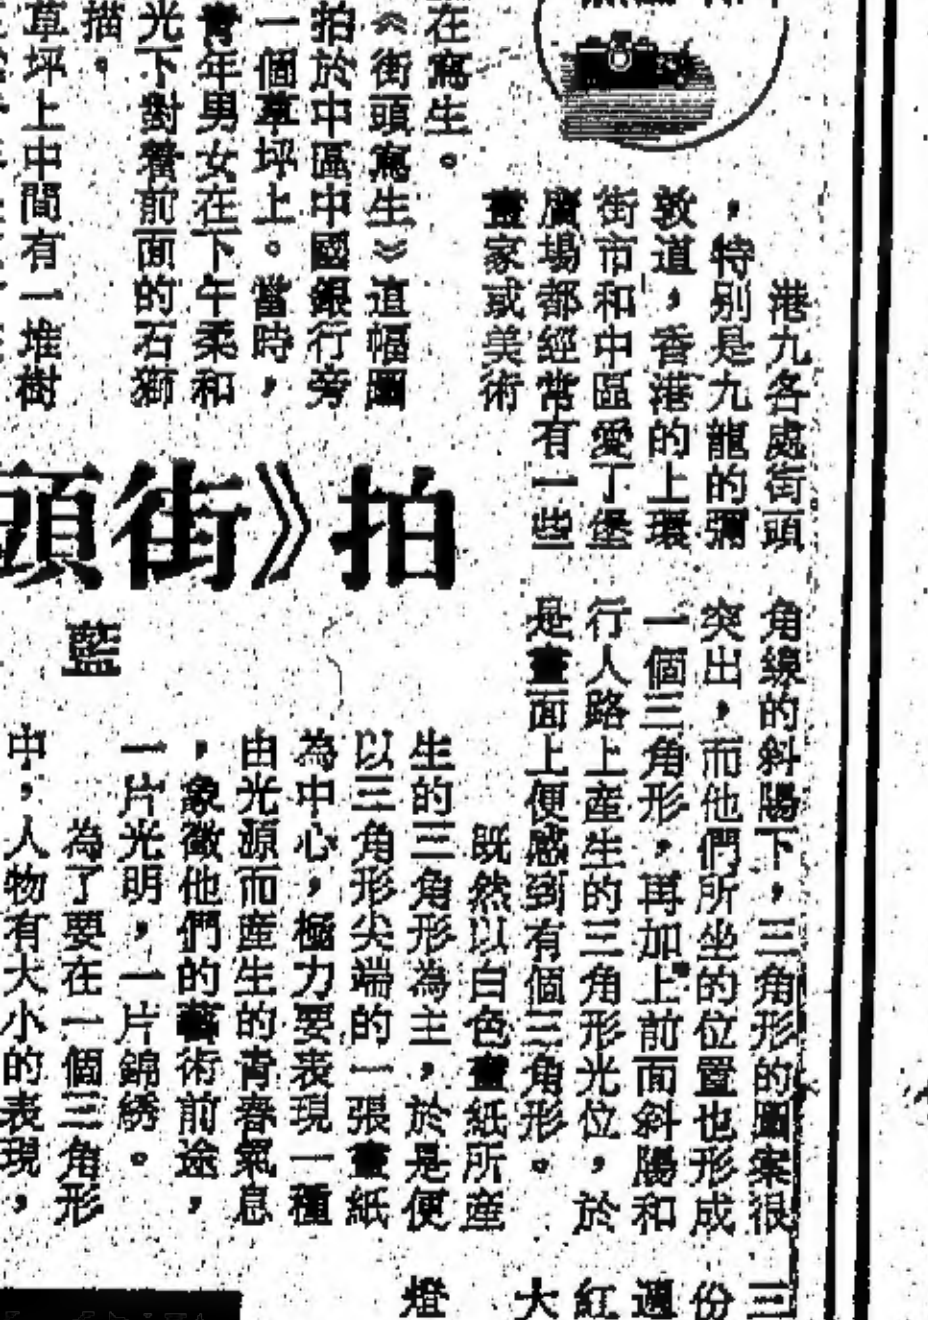 港九各處街頭
，特别是九龍的彌
敦道，香港的上環
街市和中區愛丁堡
廣場都經常有一些
畫家或美術
在寫生。
《街頭寫生》這幅圖
拍於中區中國銀行旁
一個草坪上。當時，
青年男女在下午柔和
光下對着前面的石獅
描。
草坪上中間有一堆樹
拍《街頭
藍
角線的斜陽下，三角形的圖案很
突出，而他們所坐的位置也形成
一個三角形，再加上前面斜陽和
行人路上産生的三角形光位，於
是畫面上便感到有個三角形。
既然以白色畫紙所産
生的三角形為主，於是便
以三角形尖端的一張畫紙
為中心，極力要表現一種
由光源而産生的青春氣息
，象徵他們的藝術前途，
一片光明，一片錦綉。
為了要在一個三角形
中，人物有大小的表現，
三
份
週
紅
大
燈